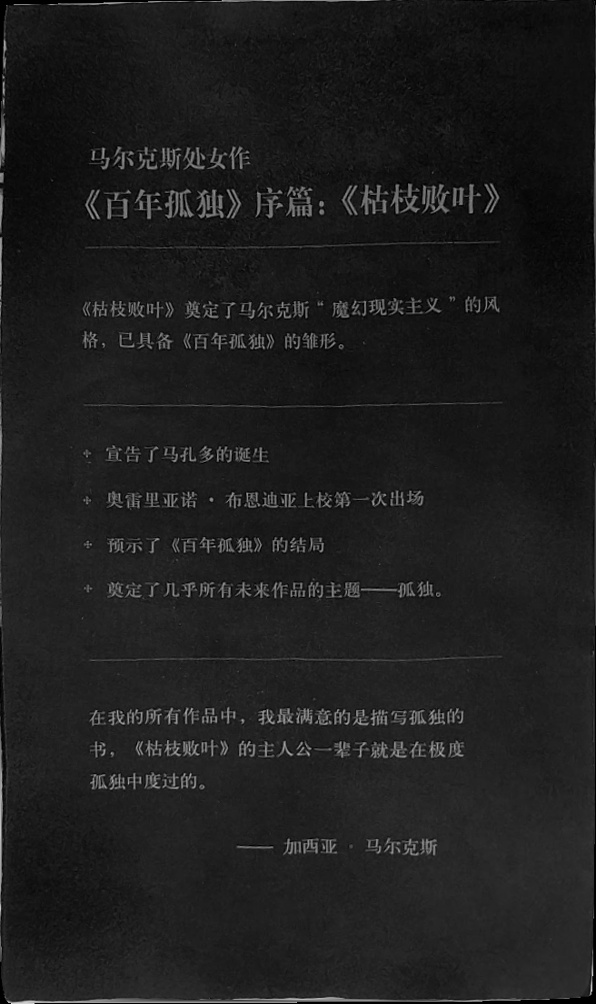 马尔克斯处女作
《百年孤独》序篇：《枯枝败叶》
《枯枝败叶》奠定了马尔克斯“魔幻现实主义”的风
格，已具备《百年孤独》的雏形。
宣告了马孔多的诞生
奥雷里亚诺·布恩迪亚上校第一次出场
预示了《百年孤独》的结局
奠定了几乎所有未来作品的主题——孤独。
在我的所有作品中，我最满意的是描写孤独的
书，《枯枝败叶》的主人公一辈子就是在极度
孤独中度过的。
—— 加西亚·马尔克斯